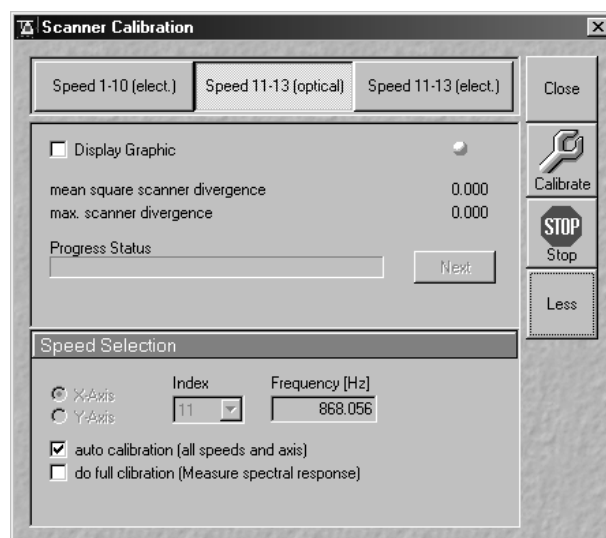 Scanner Calibration
Speed 1-10 (elect.) Speed 11-13 (optical) Speed 11-13 (elect.) Close
Display Graphic
Calibrate
mean square scanner divergence 0.000
max. scanner divergence 0.000
STOP
Stop
Progress Status
Next
Less
Speed Selection
Index Frequency [Hz]
X-Axis
Y-Axis
11 868.056
auto calibration (all speeds and axis)
do full clibration (Measure spectral response)